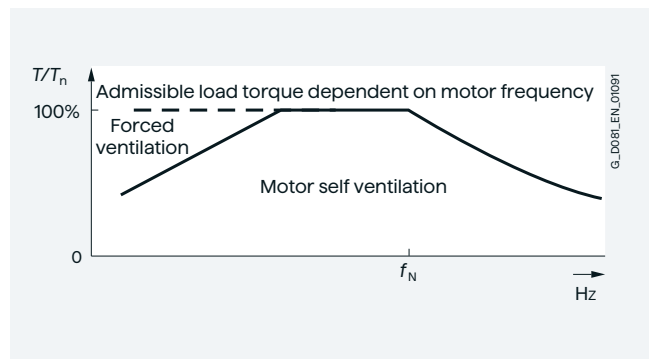 T/Tn
Admissible load torque dependent on motor frequency
100%
Forced
ventilation
Motor self ventilation
0
fN
Hz
G_D081_EN_01091